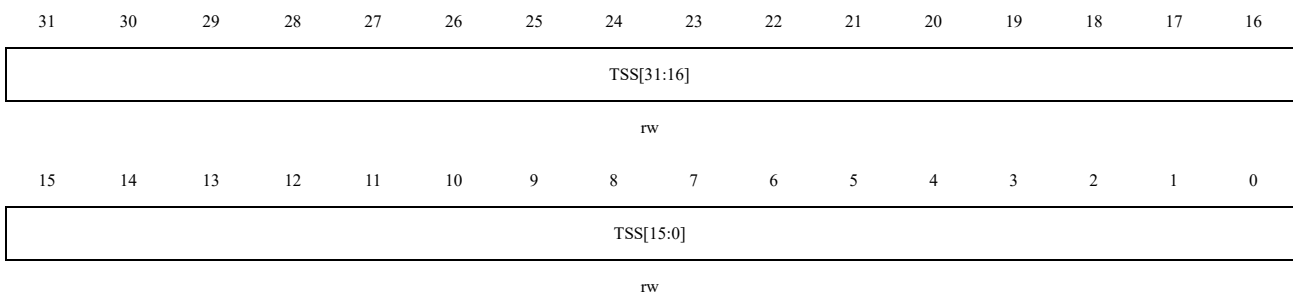 31 30 29 28 27 26 25 24 23 22 21 20 19 18 17 16
TSS[31:16]
rw
15 14 13 12 11 10 9 8 7 6 5 4 3 2 1 0
TSS[15:0]
rw